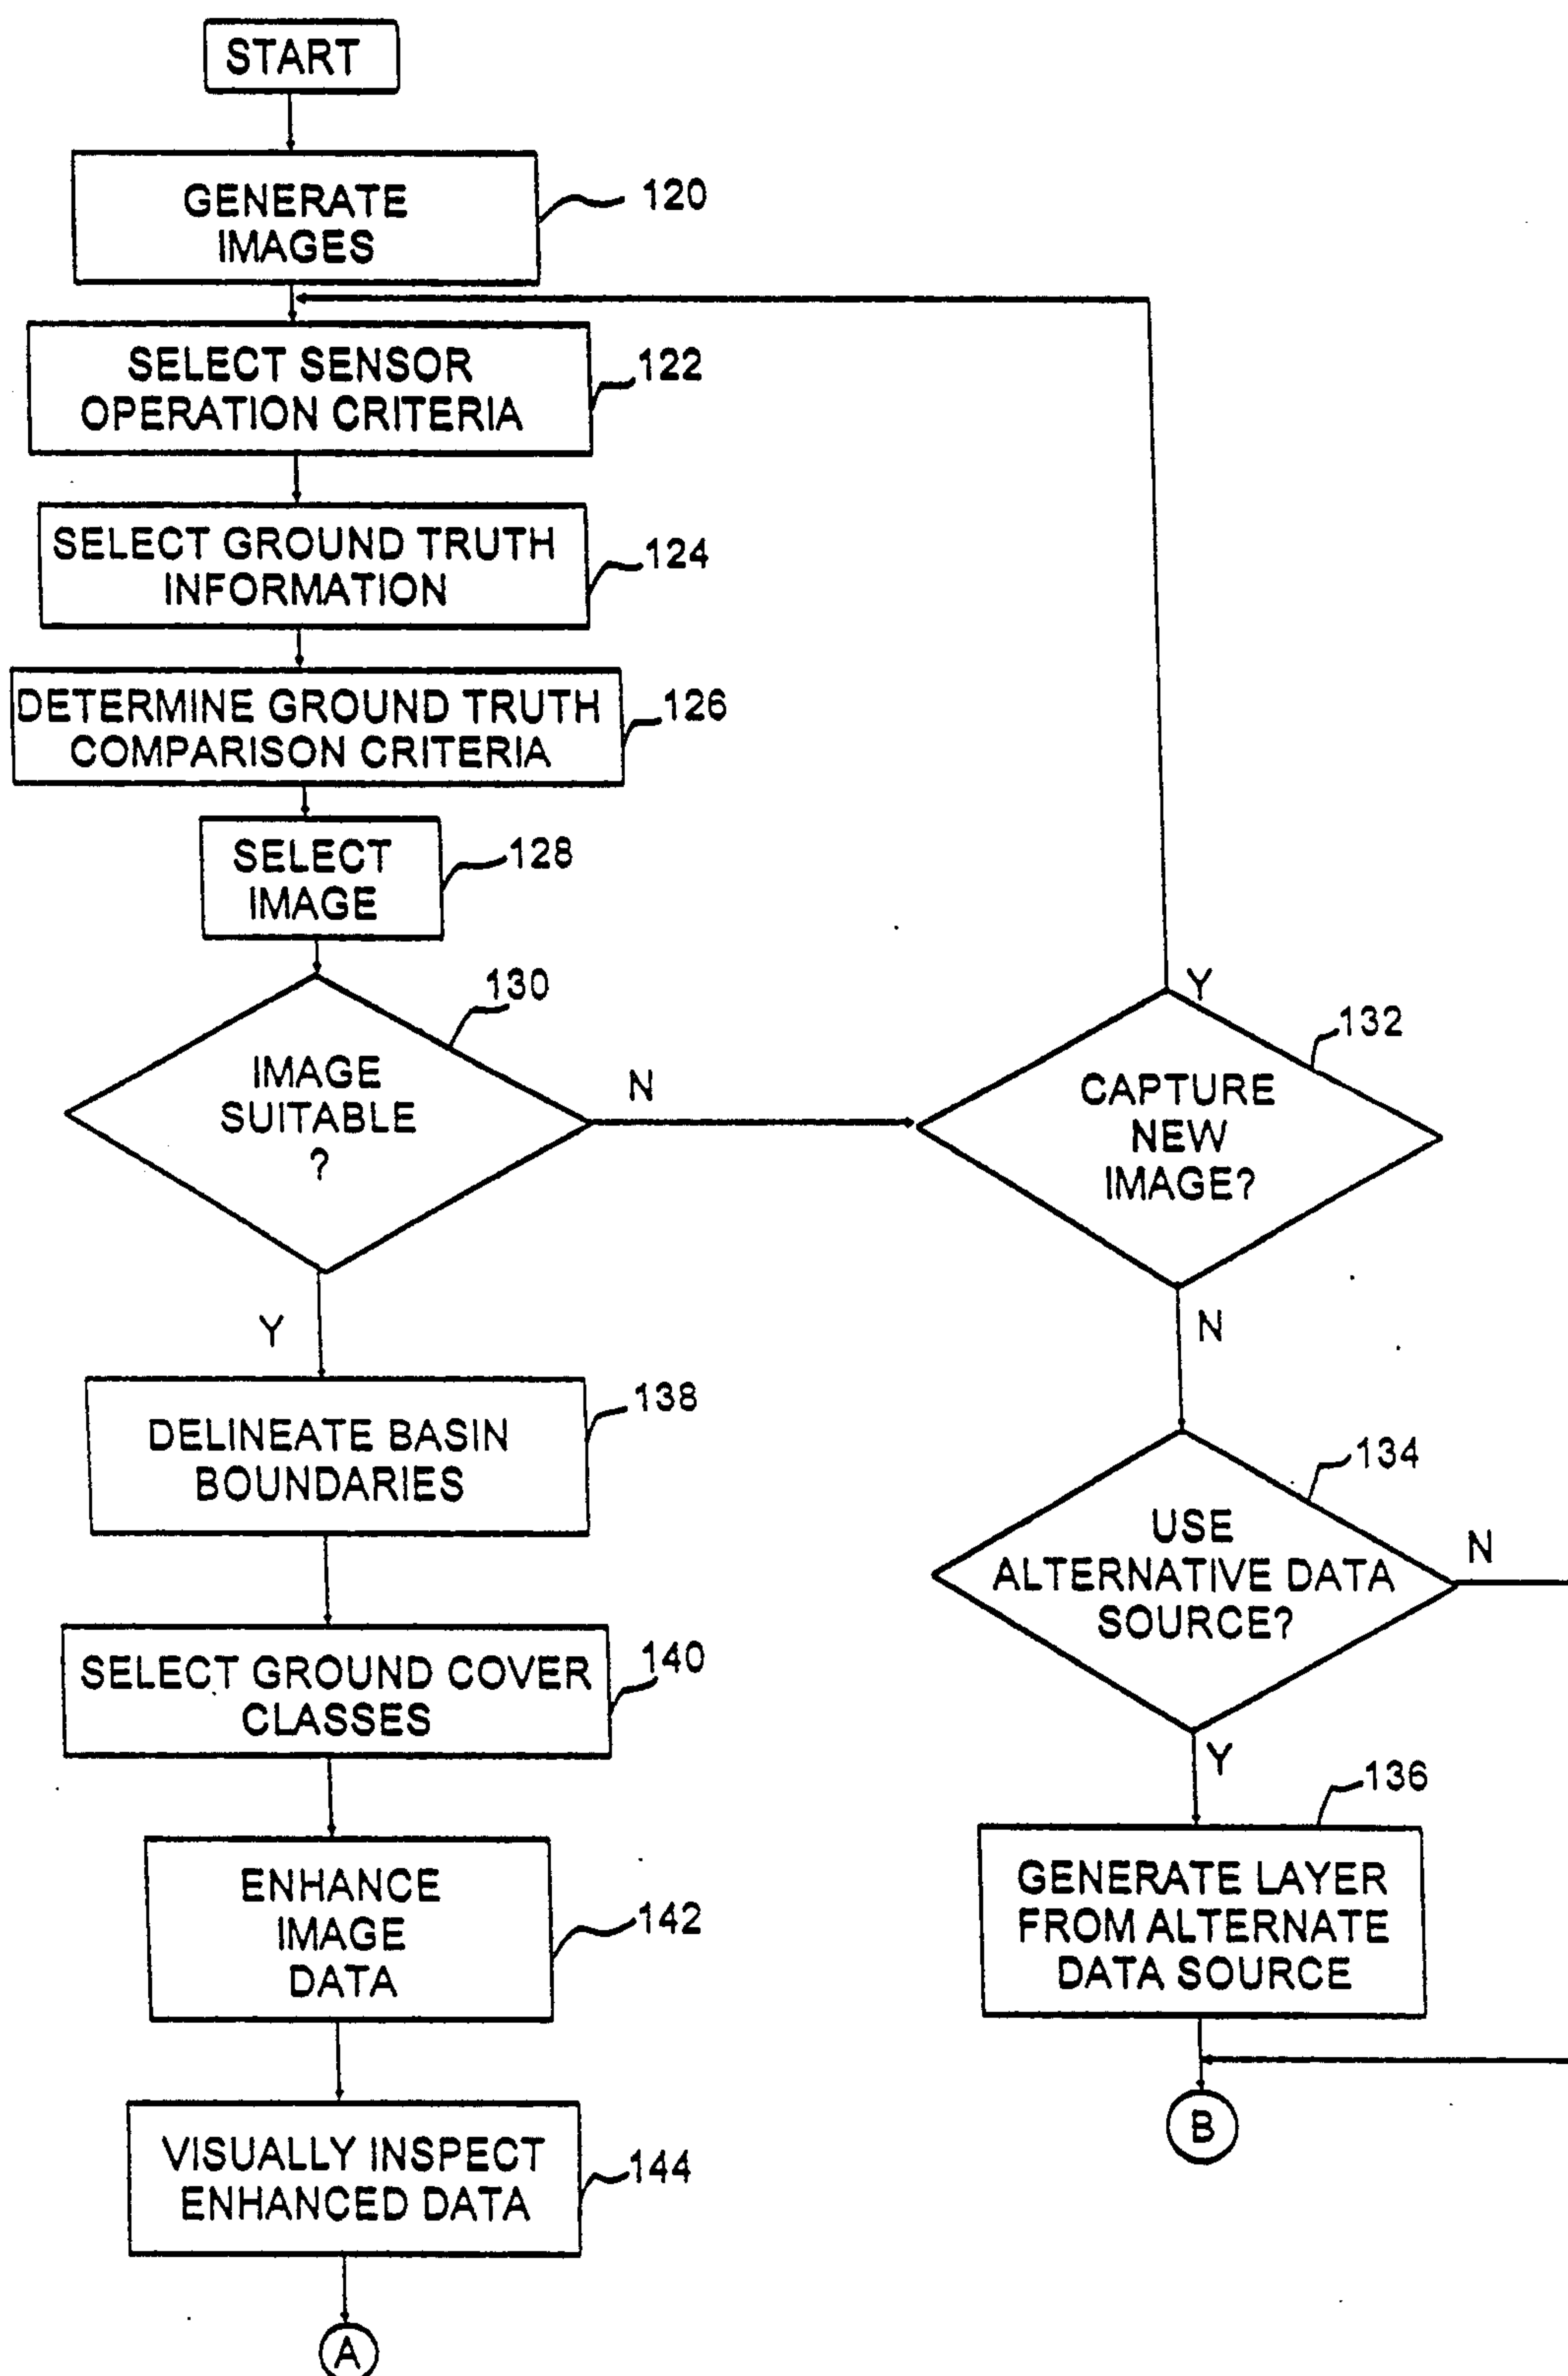 START
GENERATE
IMAGES
120
SELECT SENSOR
OPERATION CRITERIA
122
SELECT GROUND TRUTH
INFORMATION
124
DETERMINE GROUND TRUTH
COMPARISON CRITERIA
126
SELECT
IMAGE
128
IMAGE
SUITABLE
?
130
N
Y
CAPTURE
NEW
IMAGE?
132
Y
N
USE
ALTERNATIVE DATA
SOURCE?
134
N
Y
GENERATE LAYER
FROM ALTERNATE
DATA SOURCE
136
B
DELINEATE BASIN
BOUNDARIES
138
SELECT GROUND COVER
CLASSES
140
ENHANCE
IMAGE
DATA
142
VISUALLY INSPECT
ENHANCED DATA
144
A